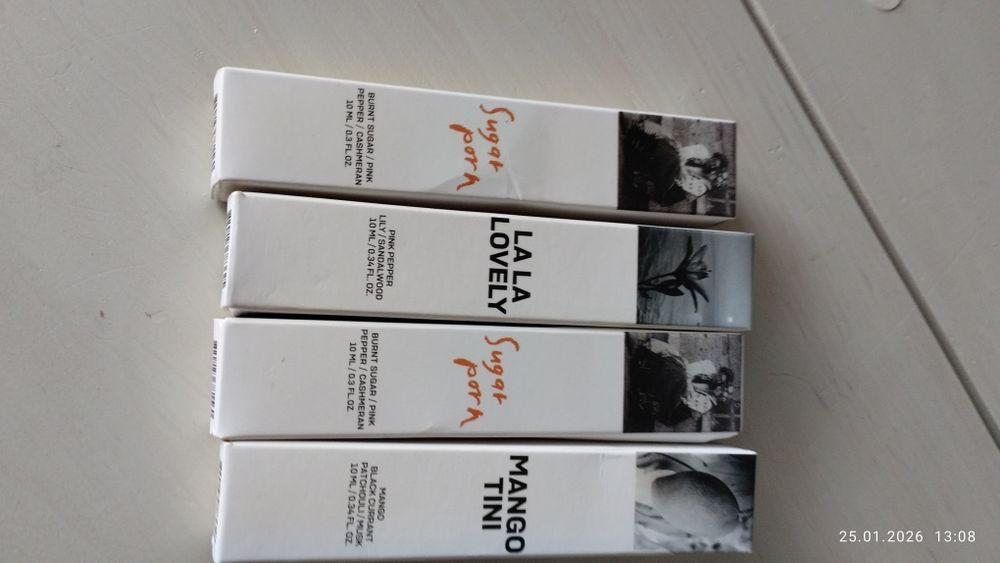 Sugar
porn
BURNT SUGAR / PINK
PEPPER / CASHMERAN
10 ML / 0.3 FL.OZ.
LA LA
LOVELY
PINK PEPPER
LILY / SANDALWOOD
10 ML / 0.34 FL. OZ.
Sugar
porn
BURNT SUGAR / PINK
PEPPER / CASHMERAN
10 ML / 0.3 FL.OZ.
MANGO
TINI
MANGO
BLACK CURRANT
PATCHOULI / MUSK
10 ML / 0.34 FL. OZ.
25.01.2026 13:08